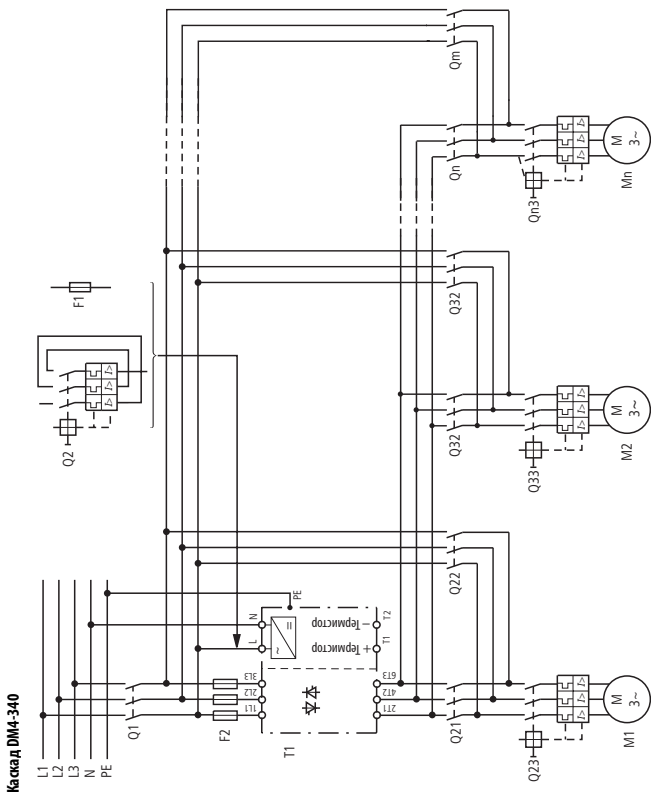 Каскад DM4-340
L1
L2
L3
N
PE
Q1
F2
1L1
2L2
3L3
L
N
PE
~
=
T1
+ Термистор
– Термистор
T1
T2
2T1
4T2
6T3
Q2
I> I> I>
F1
Q21
Q22
Q23
I> I> I>
M
3~
M1
Q32
Q32
Q33
I> I> I>
M
3~
M2
Qn
Qm
Qn3
I> I> I>
M
3~
Mn